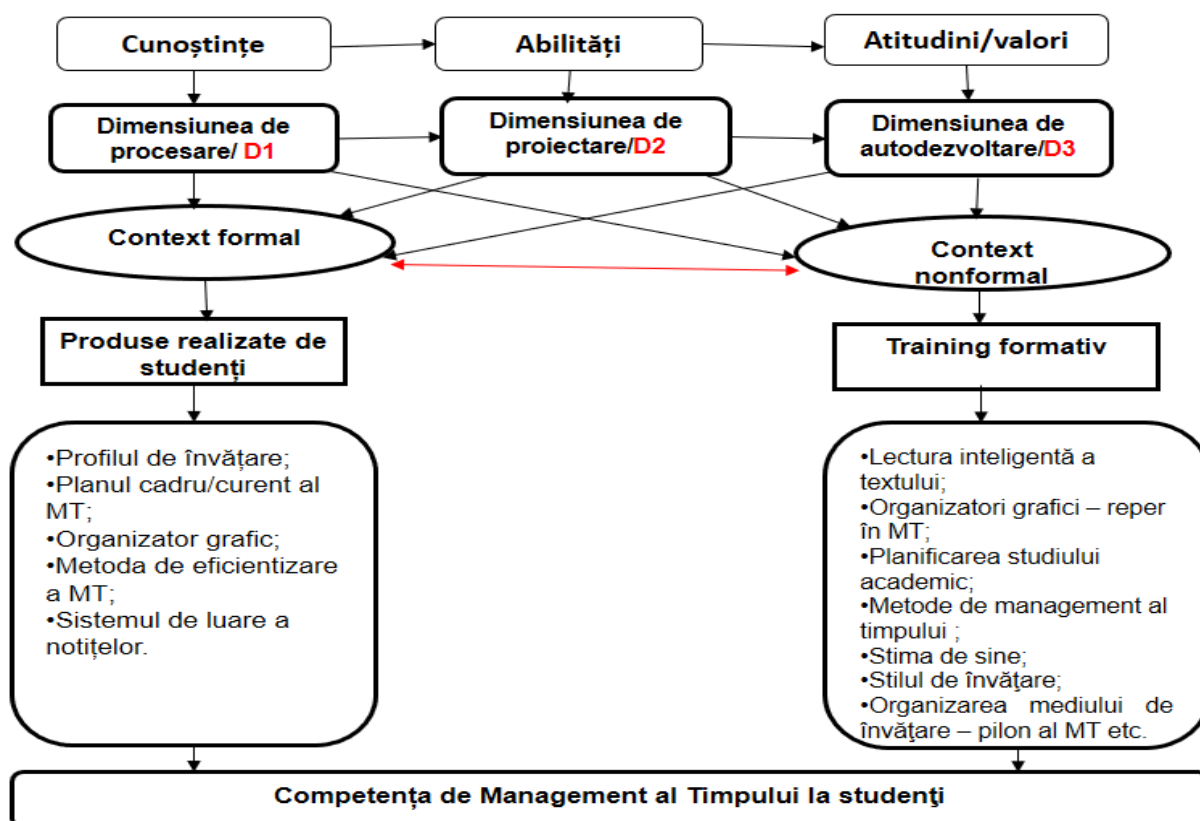 Cunoștințe
Abilități
Atitudini/valori
Dimensiunea de
procesare/ D1
Dimensiunea de
proiectare/D2
Dimensiunea de
autodezvoltare/D3
Context formal
Context
nonformal
Produse realizate de
studenți
Training formativ
•Profilul de învățare;
•Planul cadru/curent al
MT;
•Organizator grafic;
•Metoda de eficientizare
a MT;
•Sistemul de luare a
notițelor.
•Lectura inteligentă a
textului;
•Organizatori grafici – reper
în MT;
•Planificarea studiului
academic;
•Metode de management al
timpului ;
•Stima de sine;
•Stilul de învăţare;
•Organizarea mediului de
învăţare – pilon al MT etc.
Competența de Management al Timpului la studenţi